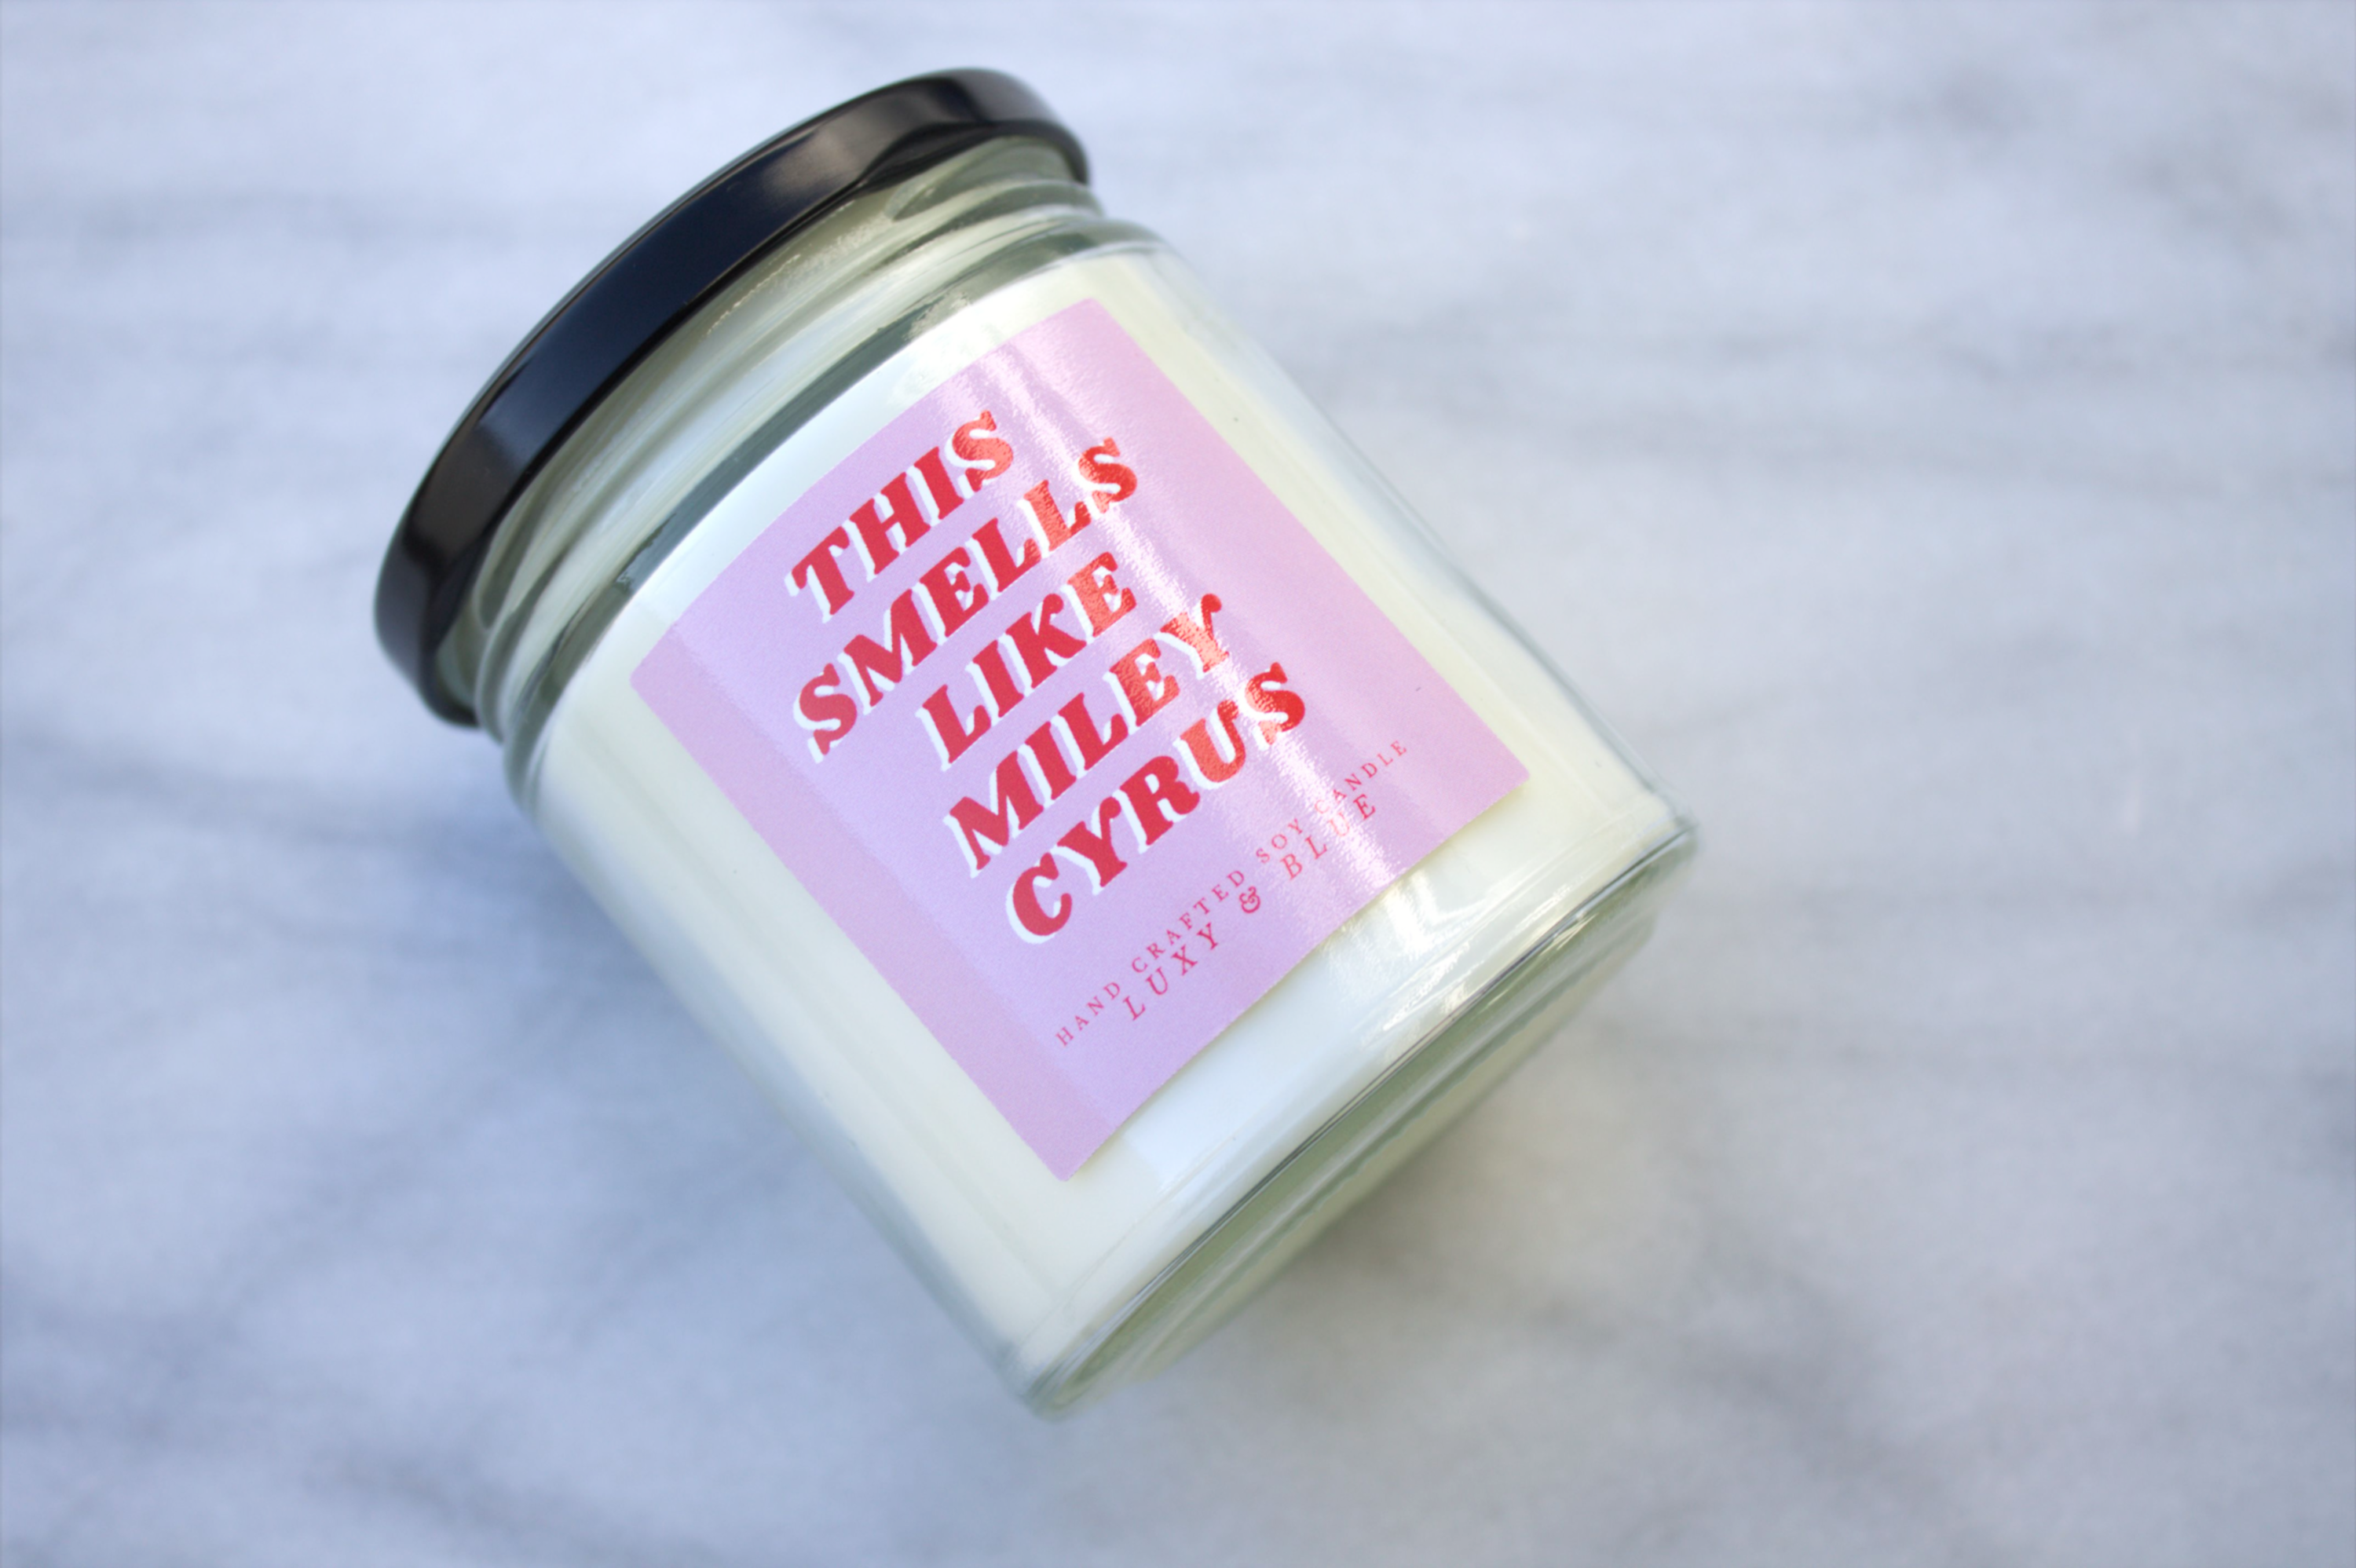 THIS
SMELLS
LIKE
MILEY
CYRUS
HAND CRAFTED SOY CANDLE
LUXY & BLUE